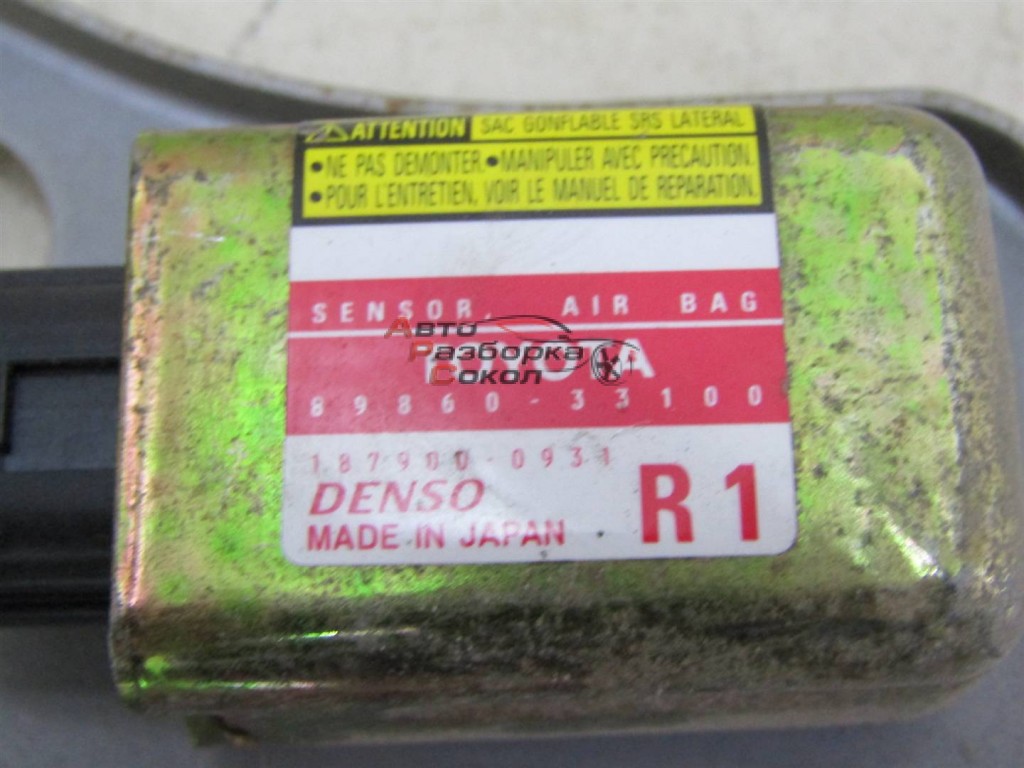 ATTENTION SAC GONFLABLE SRS LATERAL
• NE PAS DEMONTER. • MANIPULER AVEC PRECAUTION.
• POUR L'ENTRETIEN, VOIR LE MANUEL DE REPARATION.
SENSOR, AIR BAG
TOYOTA
Авто
Разборка
Сокол
89860-33100
187900-0931
DENSO R1
MADE IN JAPAN